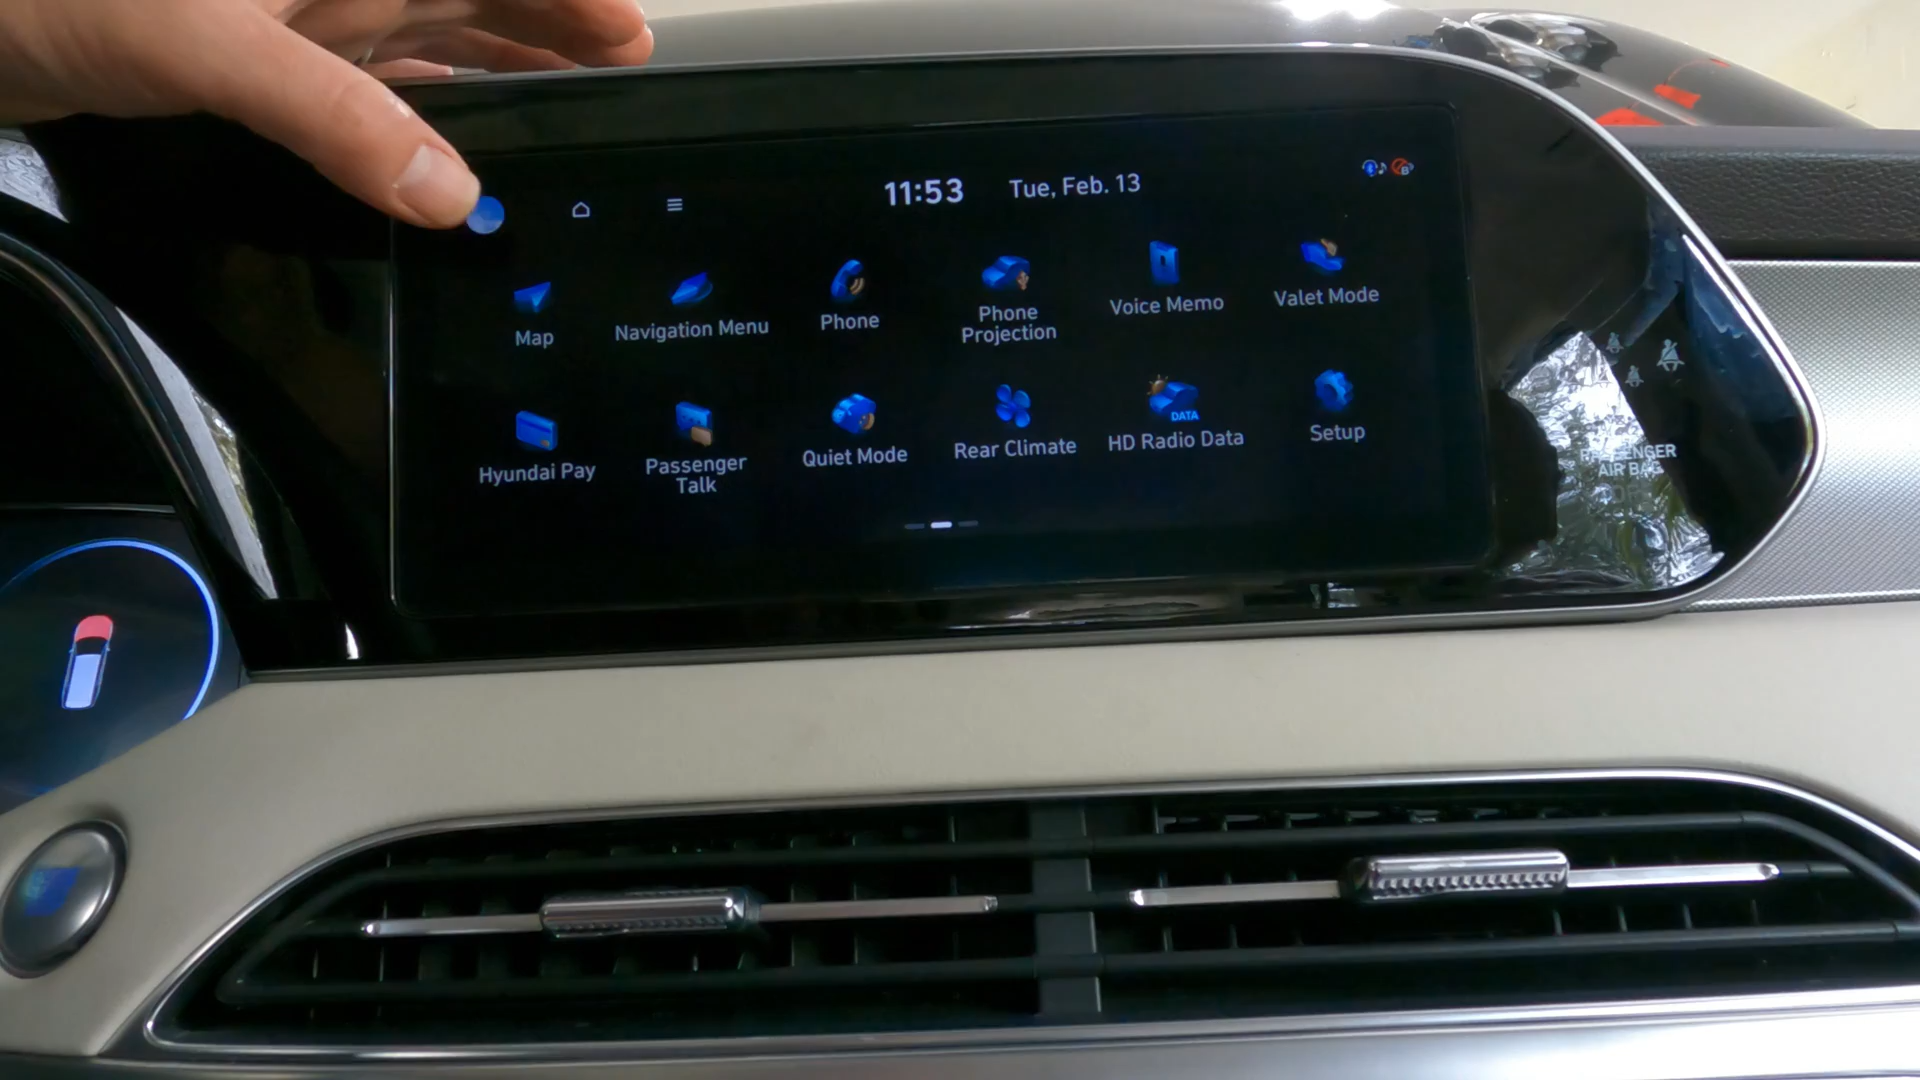 11:53 Tue, Feb. 13
Map
Navigation Menu
Phone
Phone
Projection
Voice Memo
Valet Mode
Hyundai Pay
Passenger
Talk
Quiet Mode
Rear Climate
DATA
HD Radio Data
Setup
PASSENGER
AIR BAG